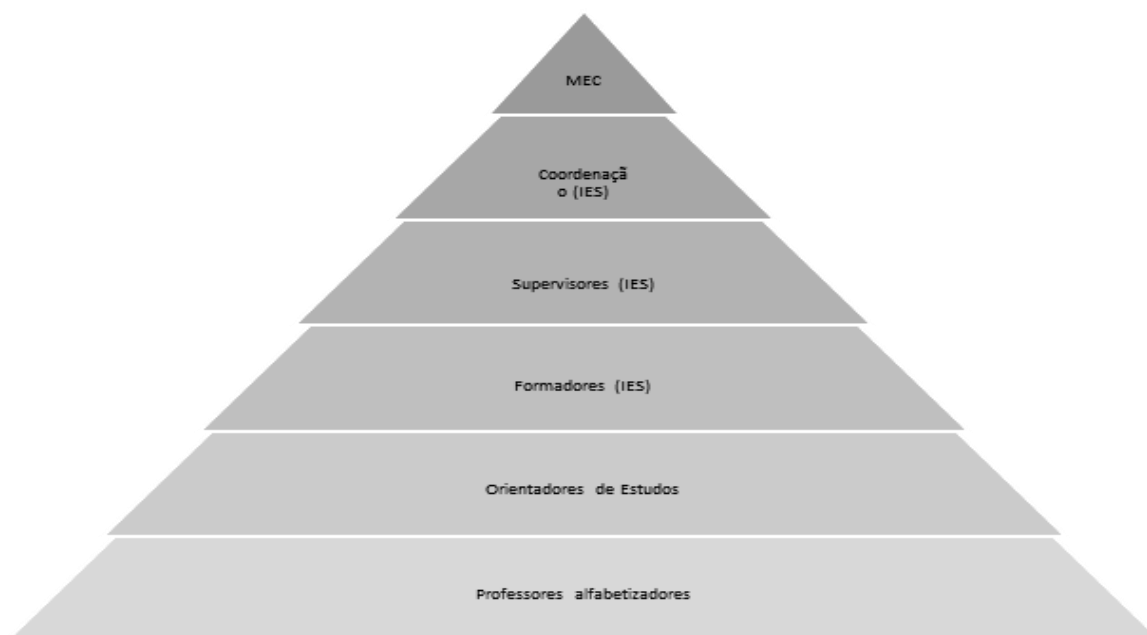 MEC
Coordenaçã
o (IES)
Supervisores (IES)
Formadores (IES)
Orientadores de Estudos
Professores alfabetizadores